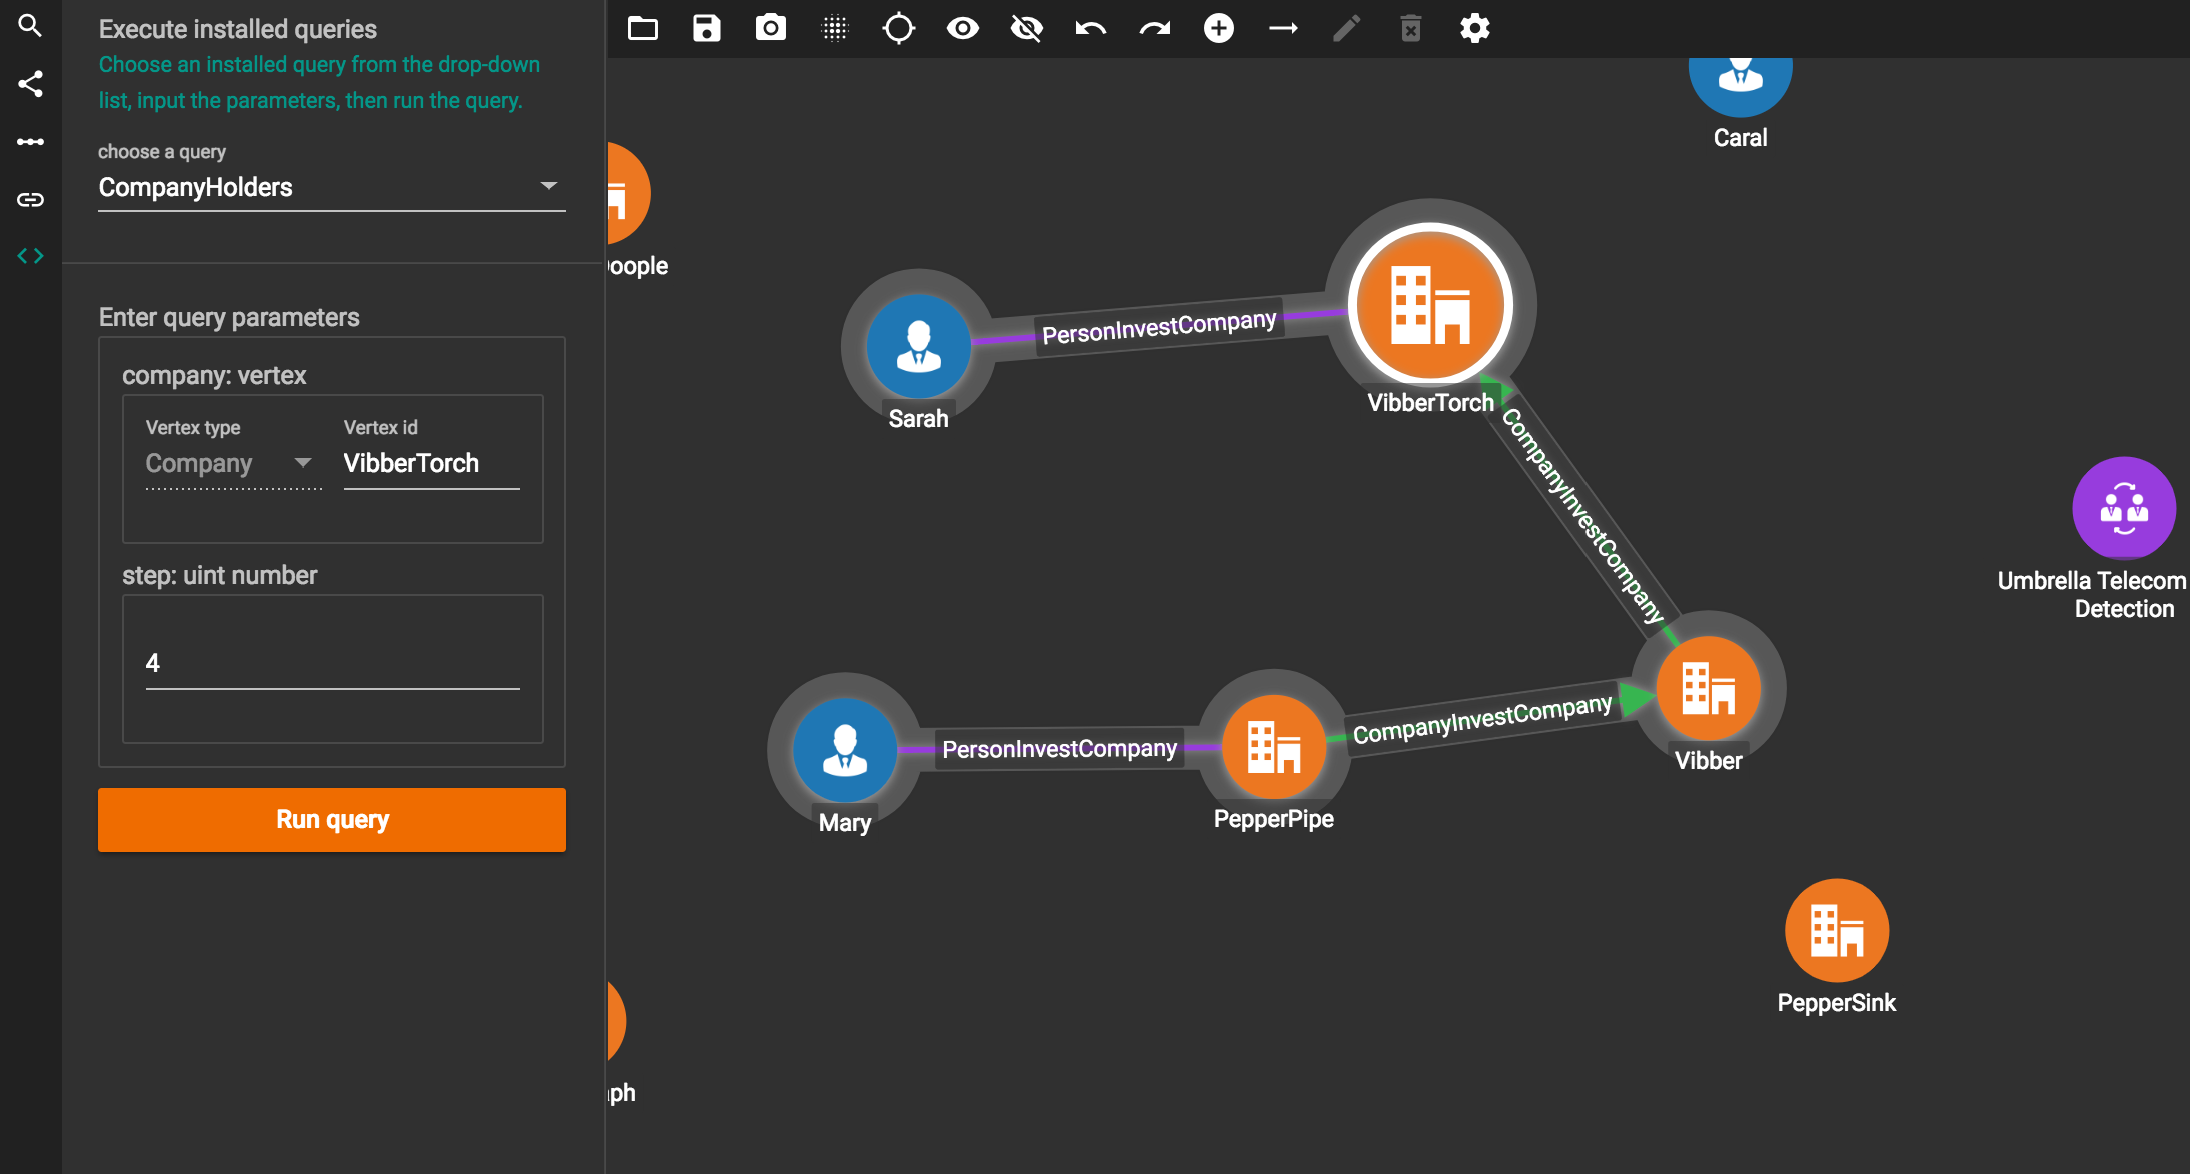 Execute installed queries
Choose an installed query from the drop-down
list, input the parameters, then run the query.
choose a query
CompanyHolders
Enter query parameters
company: vertex
Vertex type
Vertex id
Company
VibberTorch
step: uint number
4
Run query
Caral
PersonInvestCompany
Sarah
VibberTorch
CompanyInvestCompany
Umbrella Telecom
Detection
PersonInvestCompany
CompanyInvestCompany
Mary
PepperPipe
Vibber
PepperSink